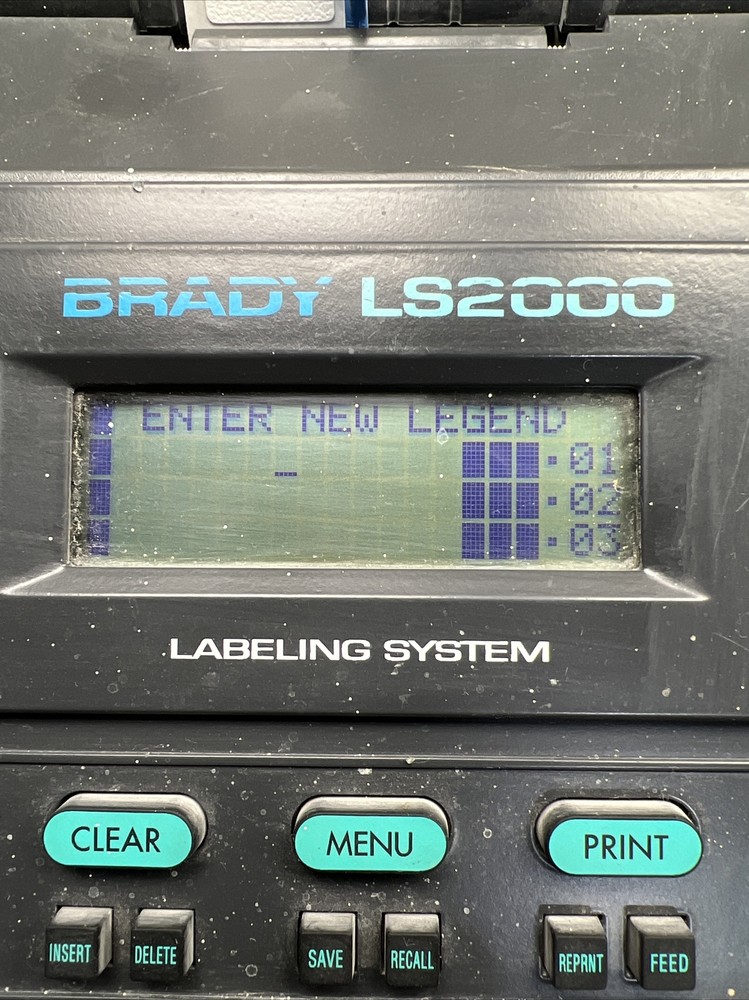 BRADY LS2000
ENTER NEW LEGEND
_ ·01
·02
·03
LABELING SYSTEM
CLEAR MENU PRINT
INSERT DELETE SAVE RECALL REPRNT FEED